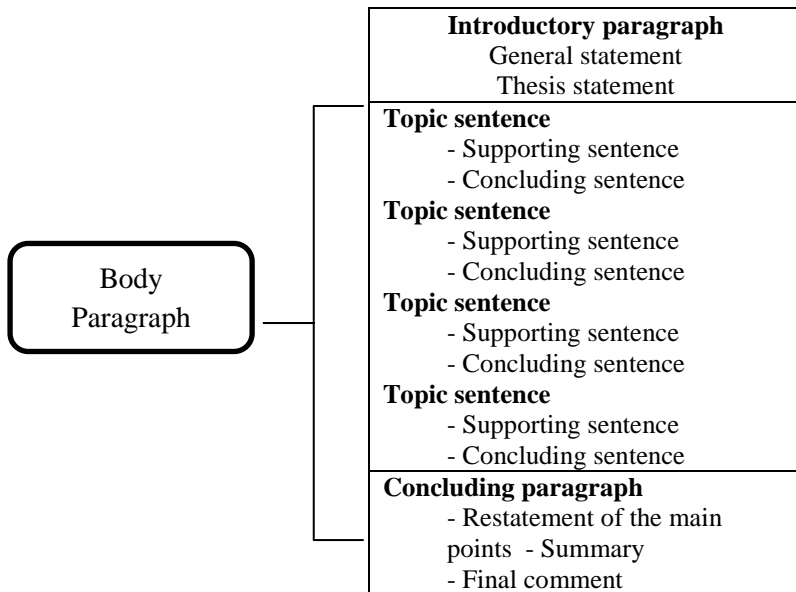 Introductory paragraph
General statement
Thesis statement
Topic sentence
- Supporting sentence
- Concluding sentence
Topic sentence
- Supporting sentence
- Concluding sentence
Body
Paragraph
Topic sentence
- Supporting sentence
- Concluding sentence
Topic sentence
- Supporting sentence
- Concluding sentence
Concluding paragraph
- Restatement of the main
points - Summary
- Final comment